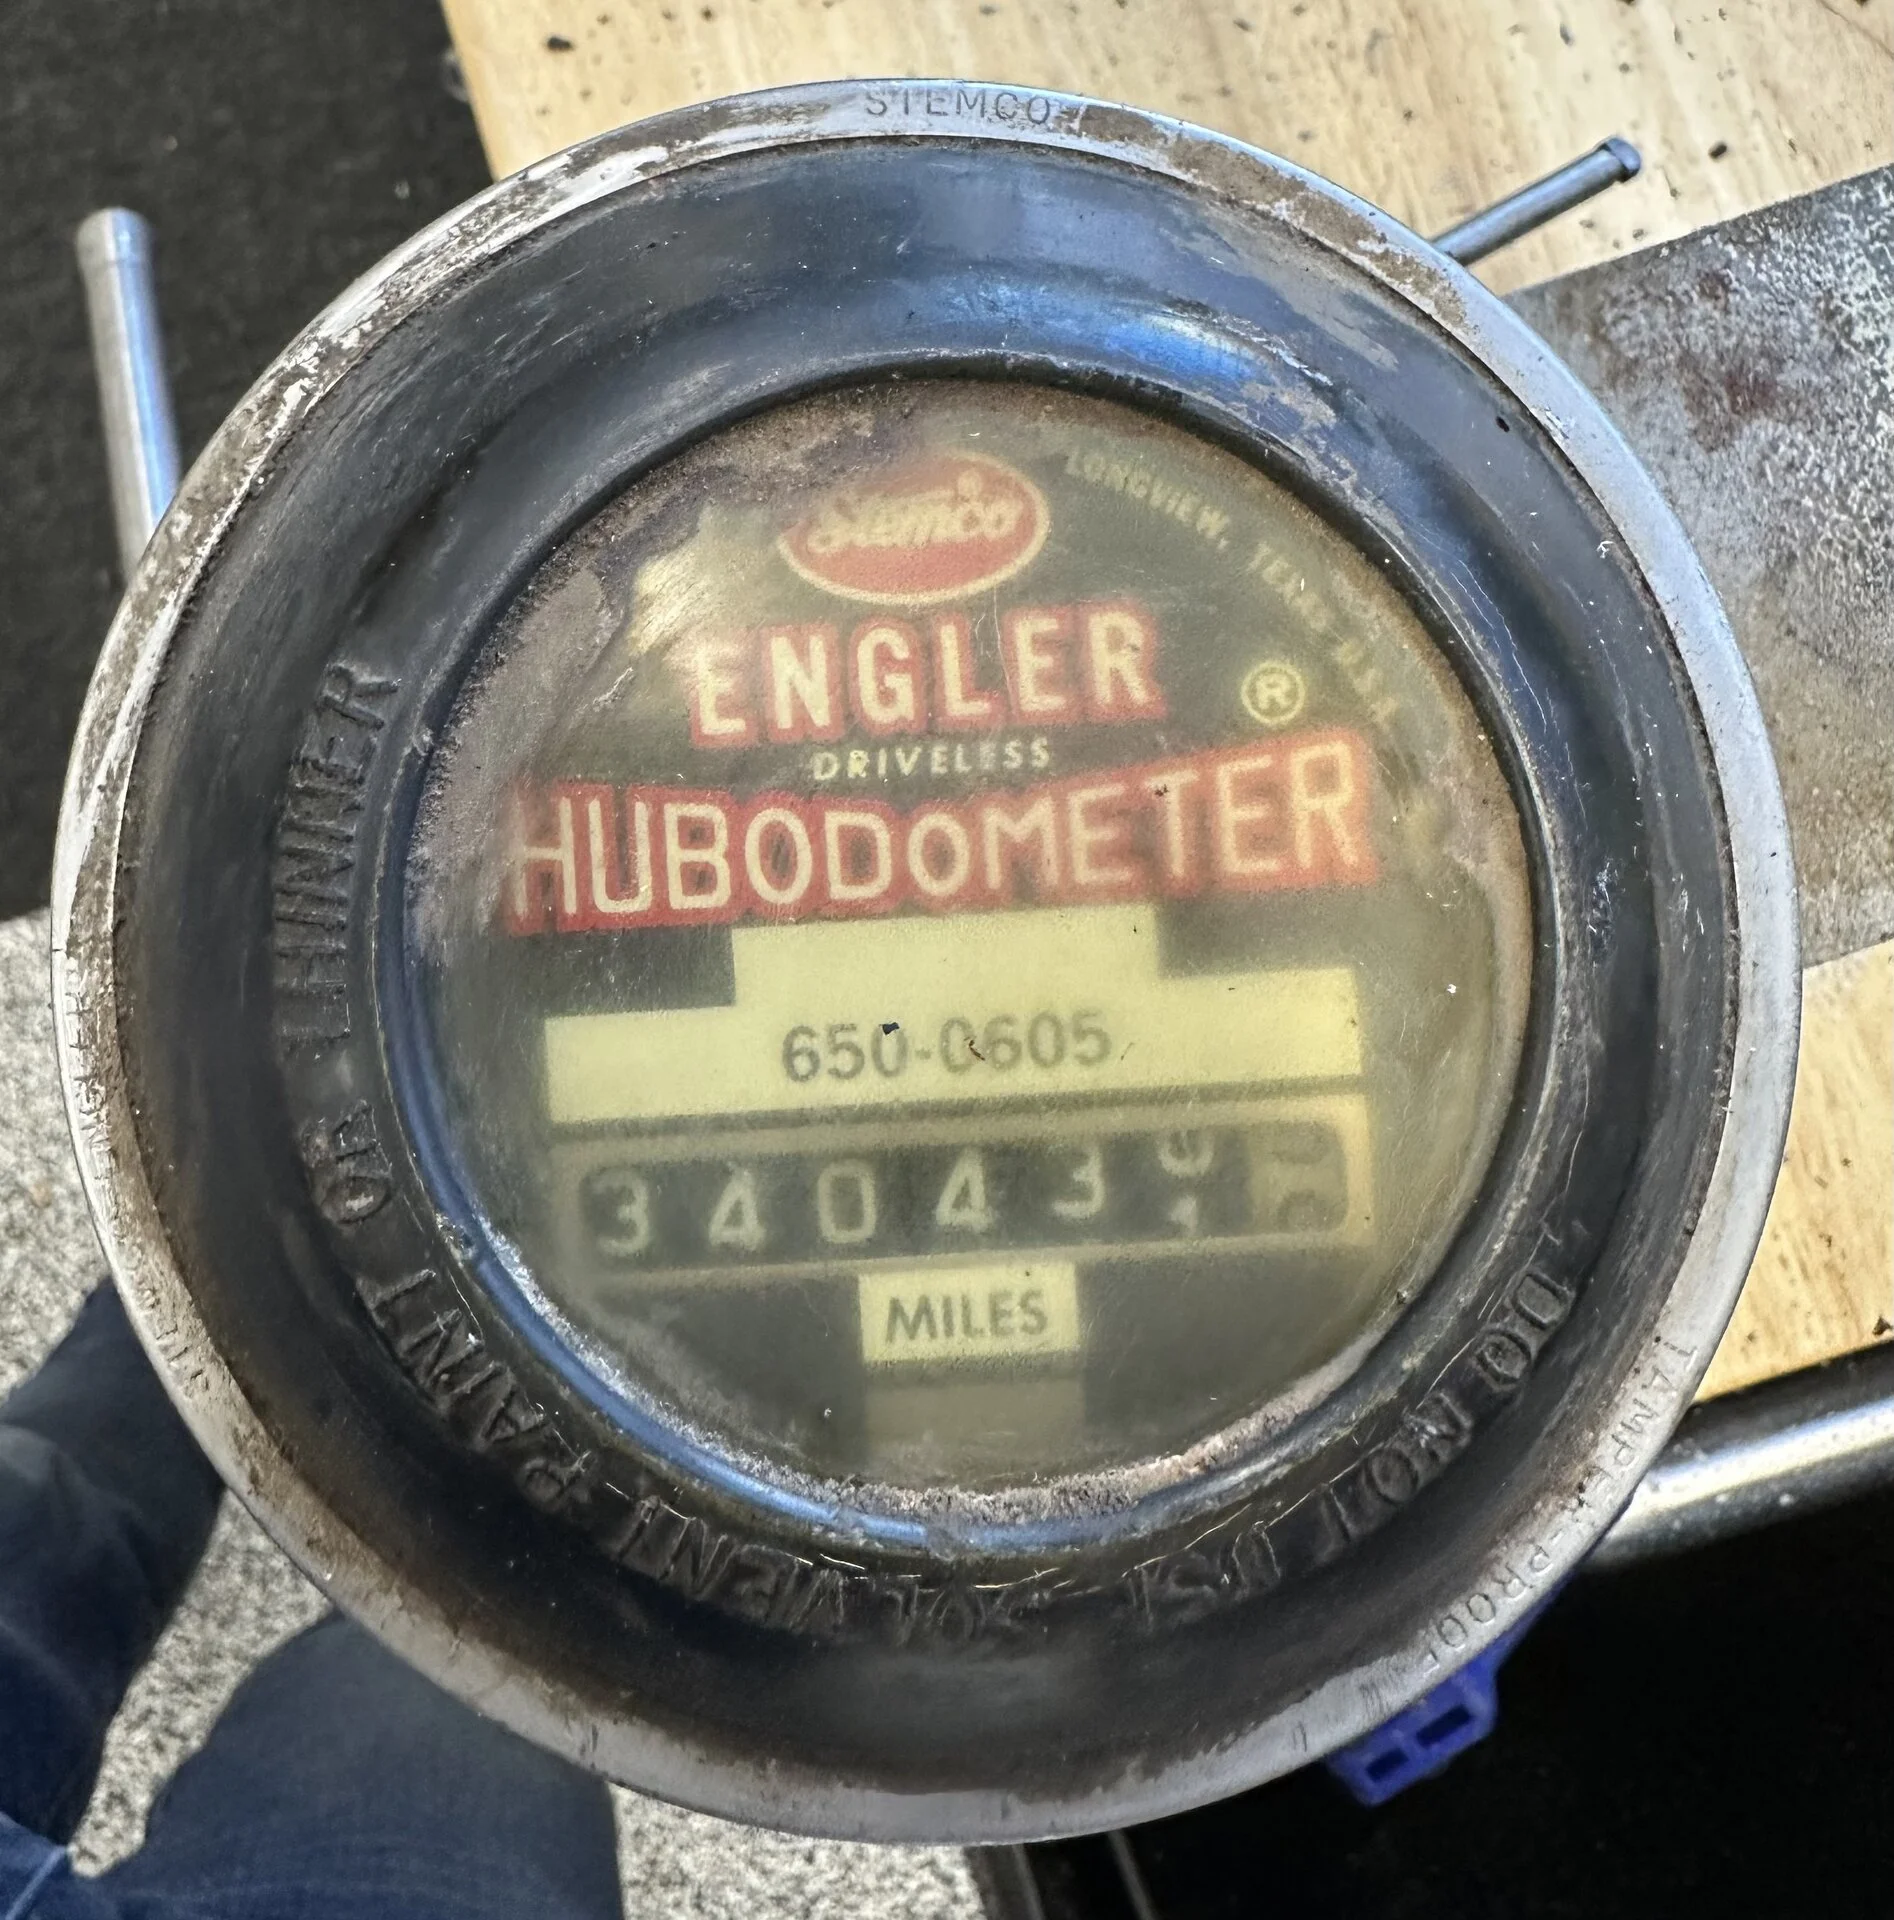 STEMCO
Stemco
LONGVIEW, TEXAS U.S.A.
ENGLER
DRIVELESS
HUBODOMETER®
650-0605
34043
MILES
DO NOT USE SOLVENT PAINT OR THINNER
TAMPER-PROOF